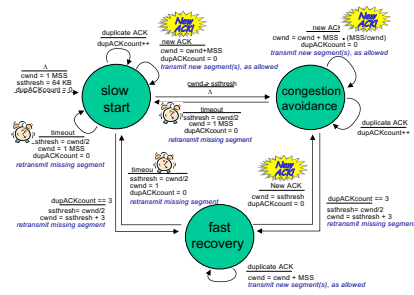 New
ACK!
duplicate ACK
dupACKcount++
new ACK
cwnd = cwnd+MSS
dupACKcount = 0
transmit new segment(s), as allowed
new ACK
cwnd = cwnd + MSS • (MSS/cwnd)
dupACKcount = 0
transmit new segment(s), as allowed
New
ACK!
Λ
cwnd = 1 MSS
ssthresh = 64 KB
dupACKcount = 0
slow
start
cwnd > ssthresh
Λ
congestion
avoidance
timeout
ssthresh = cwnd/2
cwnd = 1 MSS
dupACKcount = 0
retransmit missing segment
duplicate ACK
dupACKcount++
timeout
ssthresh = cwnd/2
cwnd = 1 MSS
dupACKcount = 0
retransmit missing segment
timeou
ssthresh = cwnd/2
cwnd = 1
dupACKcount = 0
retransmit missing segment
New
ACK!
New ACK
cwnd = ssthresh
dupACKcount = 0
dupACKcount == 3
ssthresh = cwnd/2
cwnd = ssthresh + 3
retransmit missing segment
dupACKcount == 3
ssthresh= cwnd/2
cwnd = ssthresh + 3
retransmit missing segment
fast
recovery
duplicate ACK
cwnd = cwnd + MSS
transmit new segment(s), as allowed